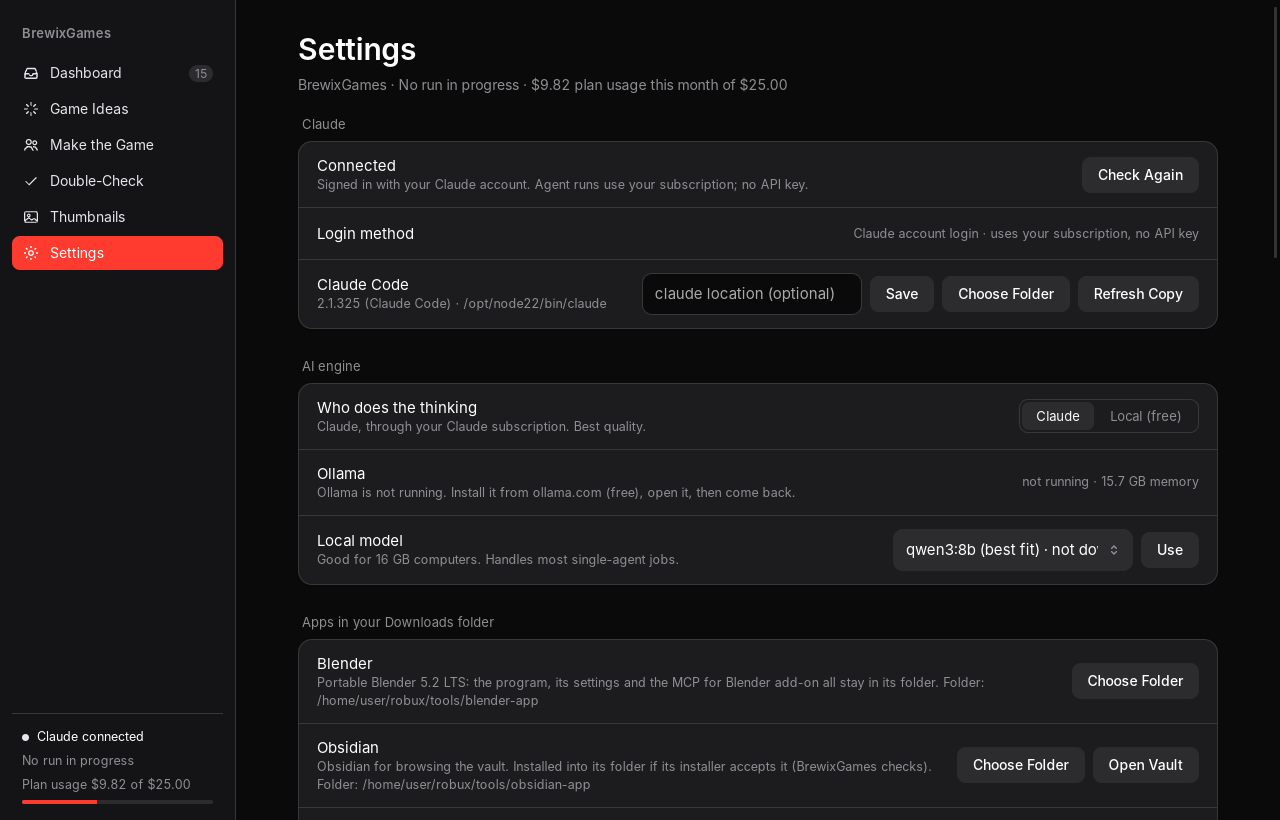 BrewixGames
Dashboard 15
Game Ideas
Make the Game
Double-Check
Thumbnails
Settings
Claude connected
No run in progress
Plan usage $9.82 of $25.00
Settings
BrewixGames · No run in progress · $9.82 plan usage this month of $25.00
Claude
Connected
Signed in with your Claude account. Agent runs use your subscription; no API key.
Check Again
Login method
Claude account login · uses your subscription, no API key
Claude Code
2.1.325 (Claude Code) · /opt/node22/bin/claude
claude location (optional)
Save
Choose Folder
Refresh Copy
AI engine
Who does the thinking
Claude, through your Claude subscription. Best quality.
Claude
Local (free)
Ollama
Ollama is not running. Install it from ollama.com (free), open it, then come back.
not running · 15.7 GB memory
Local model
Good for 16 GB computers. Handles most single-agent jobs.
qwen3:8b (best fit) · not
Use
Apps in your Downloads folder
Blender
Portable Blender 5.2 LTS: the program, its settings and the MCP for Blender add-on all stay in its folder. Folder:
/home/user/robux/tools/blender-app
Choose Folder
Obsidian
Obsidian for browsing the vault. Installed into its folder if its installer accepts it (BrewixGames checks).
Folder: /home/user/robux/tools/obsidian-app
Choose Folder
Open Vault